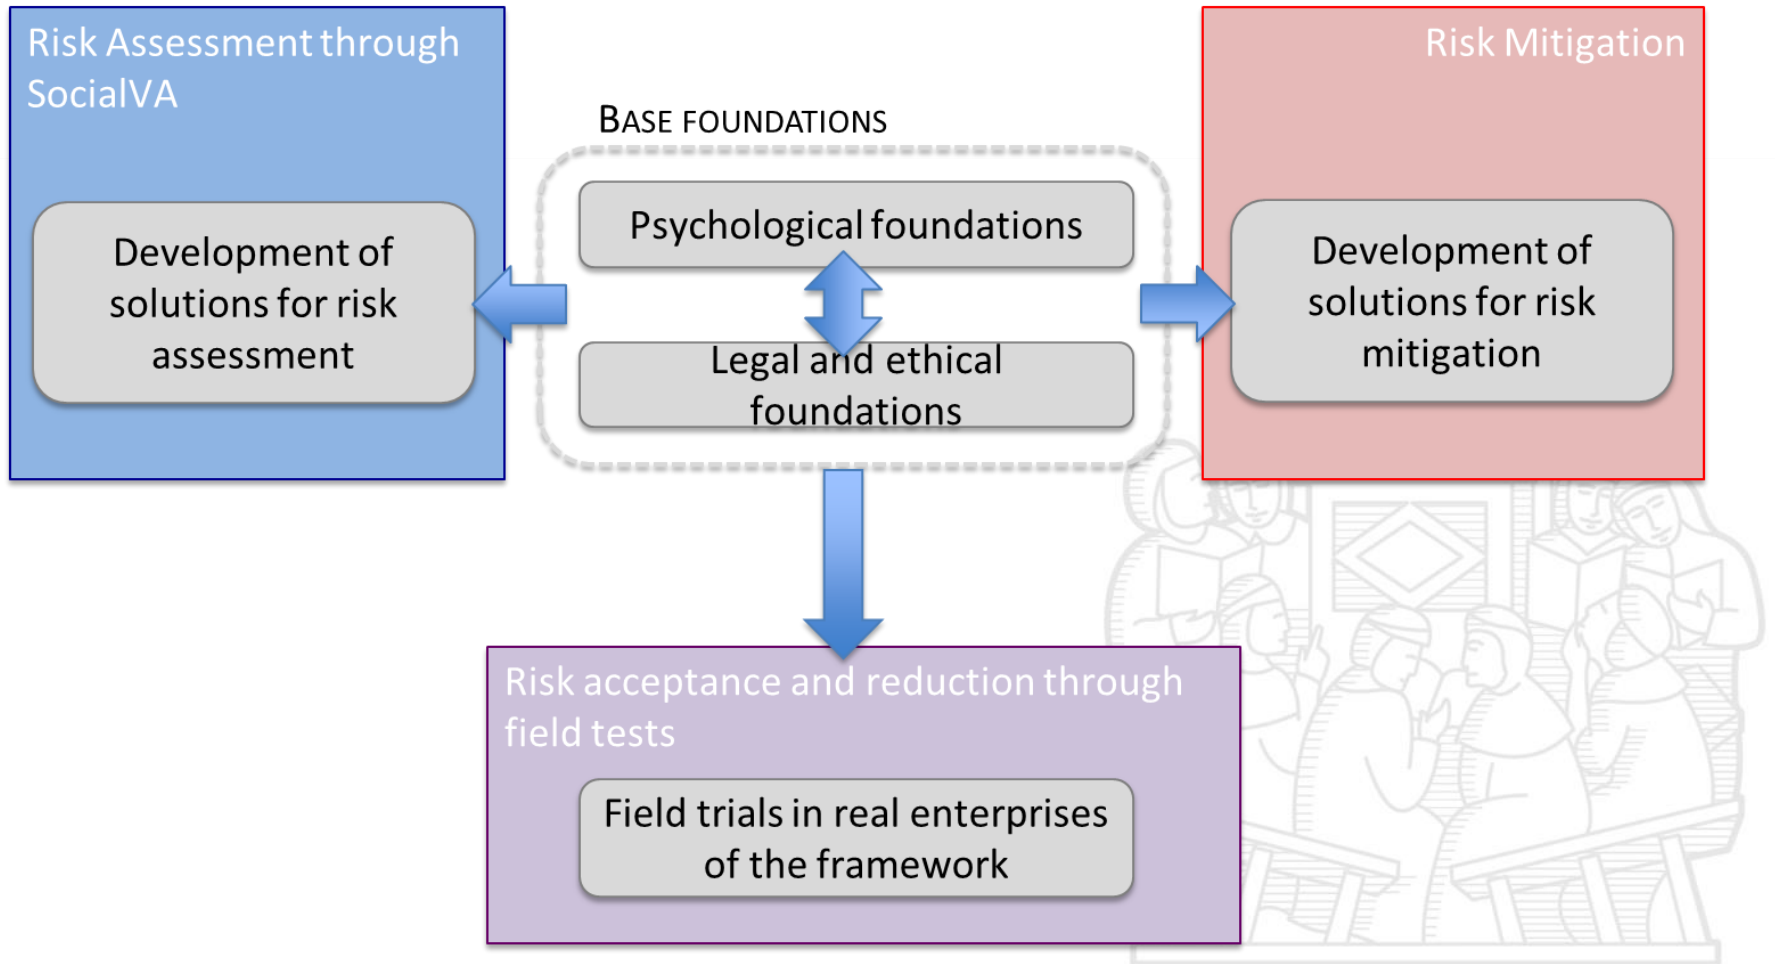 Risk Assessment through
SocialVA
Development of
solutions for risk
assessment
BASE FOUNDATIONS
Psychological foundations
Legal and ethical
foundations
Risk Mitigation
Development of
solutions for risk
mitigation
Risk acceptance and reduction through
field tests
Field trials in real enterprises
of the framework